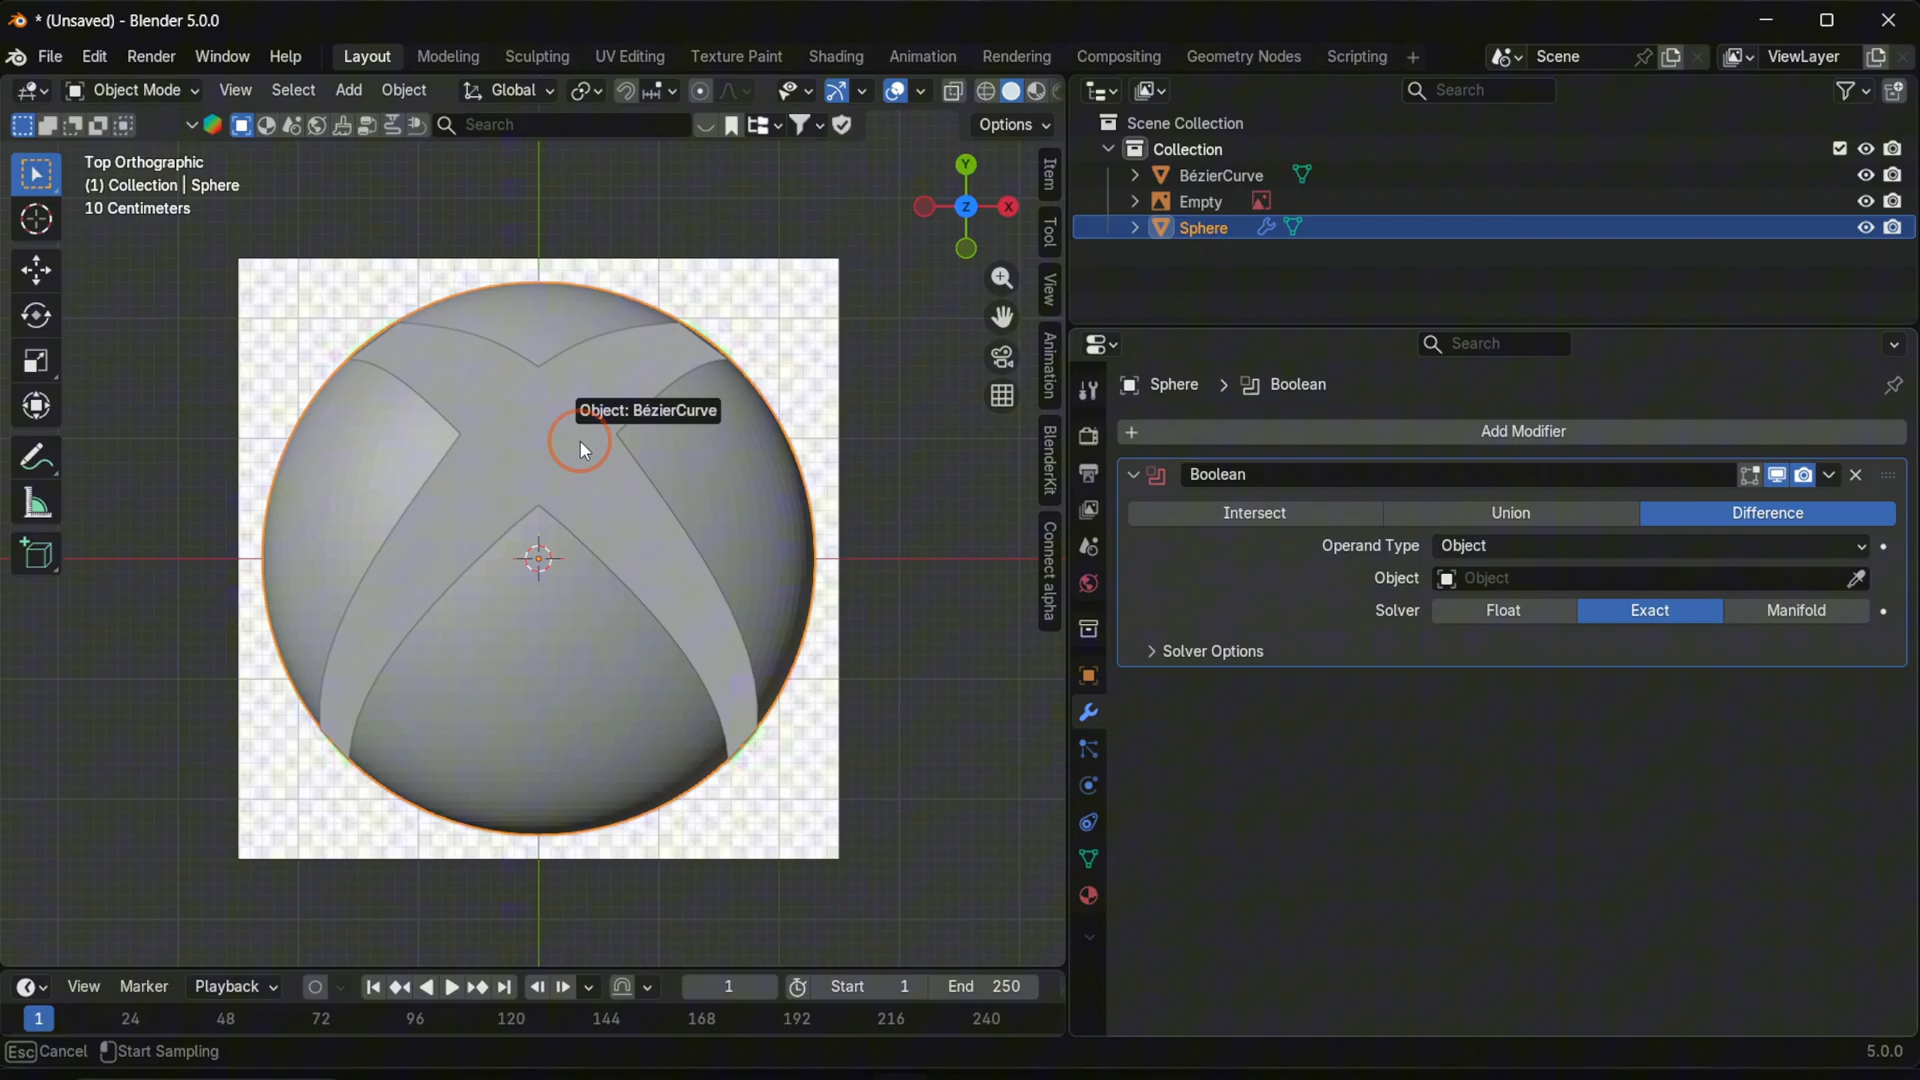 * (Unsaved) - Blender 5.0.0
File Edit Render Window Help Layout Modeling Sculpting UV Editing Texture Paint Shading Animation Rendering Compositing Geometry Nodes Scripting + Scene ViewLayer
Object Mode View Select Add Object Global
Search Options
Top Orthographic
(1) Collection | Sphere
10 Centimeters
Y
X
Z
Item
Tool
View
Animation
BlenderKit
Connect alpha
Object: BézierCurve
Search
Scene Collection
Collection
BézierCurve
Empty
Sphere
Search
Sphere > Boolean
+ Add Modifier
Boolean
Intersect Union Difference
Operand Type Object
Object Object
Solver Float Exact Manifold
Solver Options
View Marker Playback 1 Start 1 End 250
1 24 48 72 96 120 144 168 192 216 240
Esc Cancel Start Sampling 5.0.0